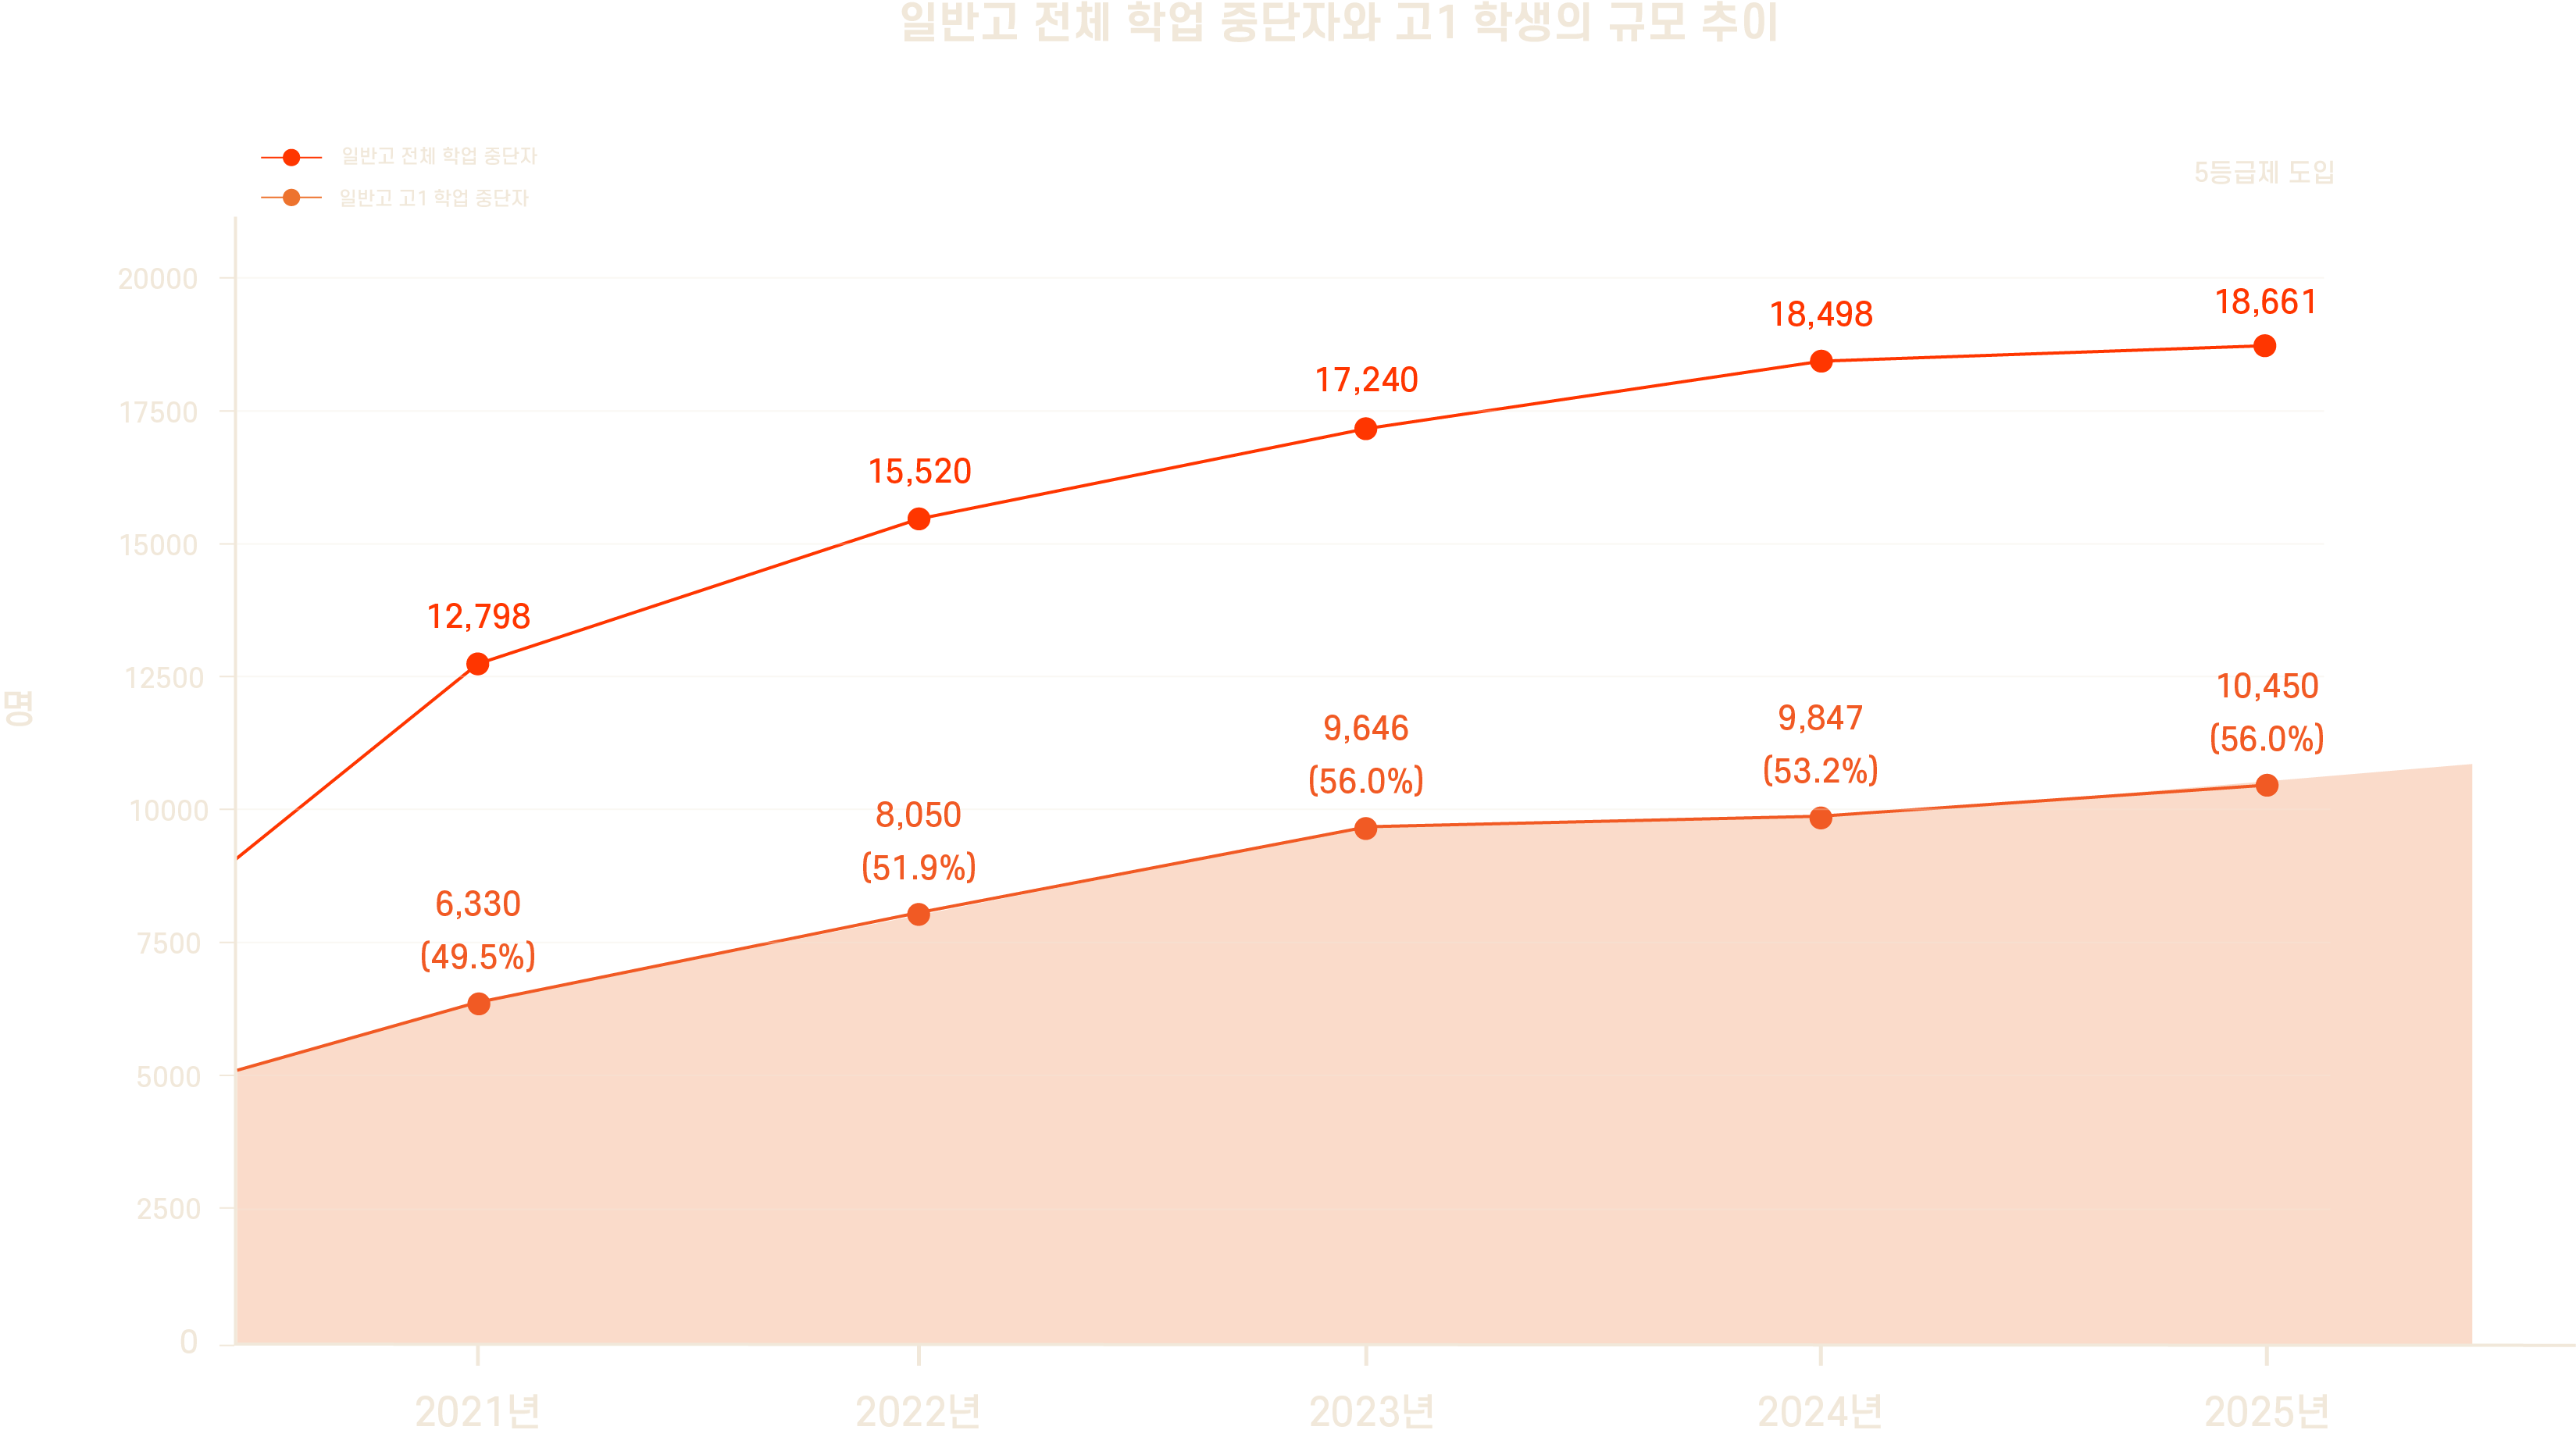 일반고 전체 학업 중단자와 고1 학생의 규모 추이
일반고 전체 학업 중단자
일반고 고1 학업 중단자
5등급제 도입
명
20000
17500
15000
12500
10000
7500
5000
2500
0
12,798
15,520
17,240
18,498
18,661
6,330
(49.5%)
8,050
(51.9%)
9,646
(56.0%)
9,847
(53.2%)
10,450
(56.0%)
2021년
2022년
2023년
2024년
2025년